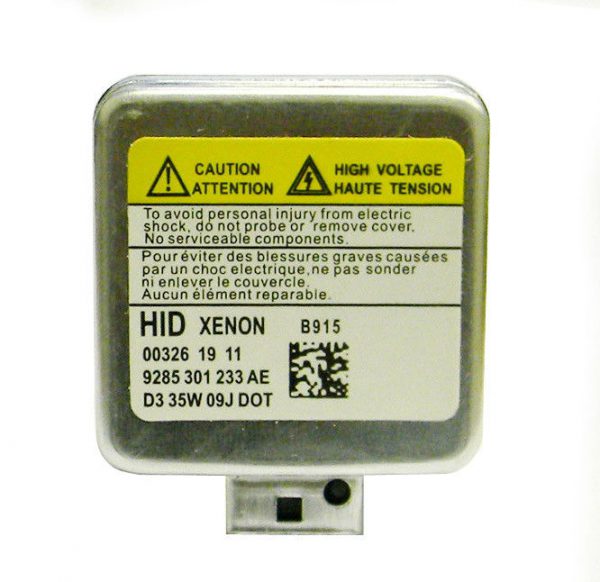 CAUTION
ATTENTION
HIGH VOLTAGE
HAUTE TENSION
To avoid personal injury from electric
shock, do not probe or remove cover.
No serviceable components.
Pour éviter des blessures graves causées
par un choc electrique,ne pas sonder
ni enlever le couvercle.
Aucun élément reparable.
HID XENON B915
00326 19 11
9285 301 233 AE
D3 35W 09J DOT